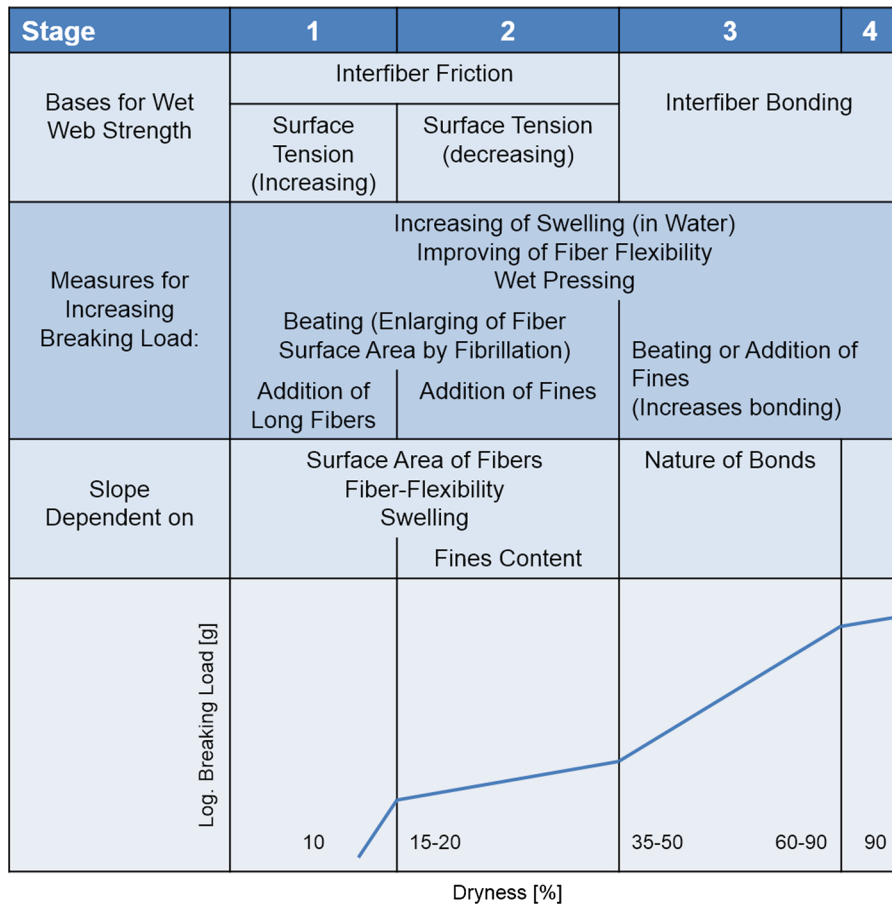 Stage 1 2 3 4
Bases for Wet
Web Strength
Interfiber Friction
Surface
Tension
(Increasing)
Surface Tension
(decreasing)
Interfiber Bonding
Measures for
Increasing
Breaking Load:
Increasing of Swelling (in Water)
Improving of Fiber Flexibility
Wet Pressing
Beating (Enlarging of Fiber
Surface Area by Fibrillation)
Addition of
Long Fibers
Addition of Fines
Beating or Addition of
Fines
(Increases bonding)
Slope
Dependent on
Surface Area of Fibers
Fiber-Flexibility
Swelling
Fines Content
Nature of Bonds
Log. Breaking Load [g]
10 15-20 35-50 60-90 90
Dryness [%]